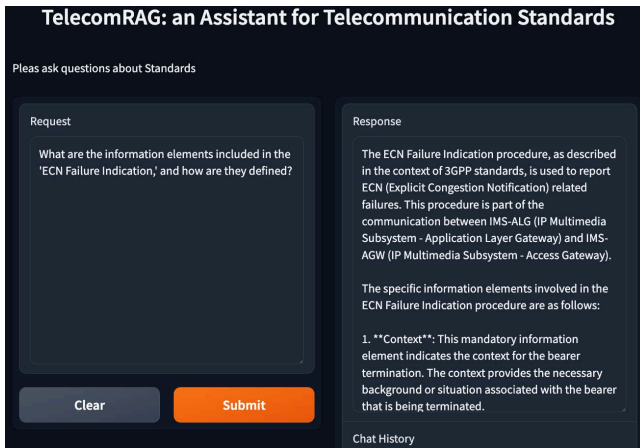 TelecomRAG: an Assistant for Telecommunication Standards
Pleas ask questions about Standards
Request
What are the information elements included in the
'ECN Failure Indication,' and how are they defined?
Clear
Submit
Response
The ECN Failure Indication procedure, as described
in the context of 3GPP standards, is used to report
ECN (Explicit Congestion Notification) related
failures. This procedure is part of the
communication between IMS-ALG (IP Multimedia
Subsystem - Application Layer Gateway) and IMS-
AGW (IP Multimedia Subsystem - Access Gateway).
The specific information elements involved in the
ECN Failure Indication procedure are as follows:
1. **Context**: This mandatory information
element indicates the context for the bearer
termination. The context provides the necessary
background or situation associated with the bearer
that is being terminated.
Chat History